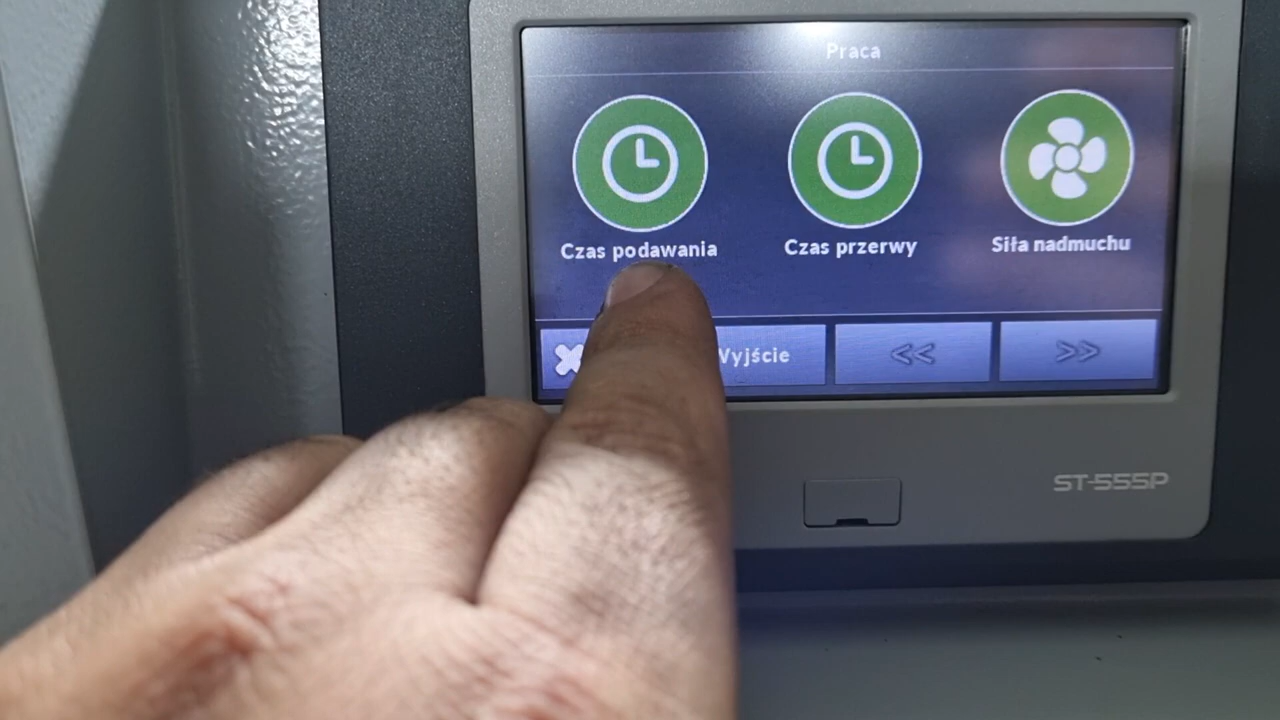 Praca
Czas podawania
Czas przerwy
Siła nadmuchu
Wyjście
<<
>>
ST-555P